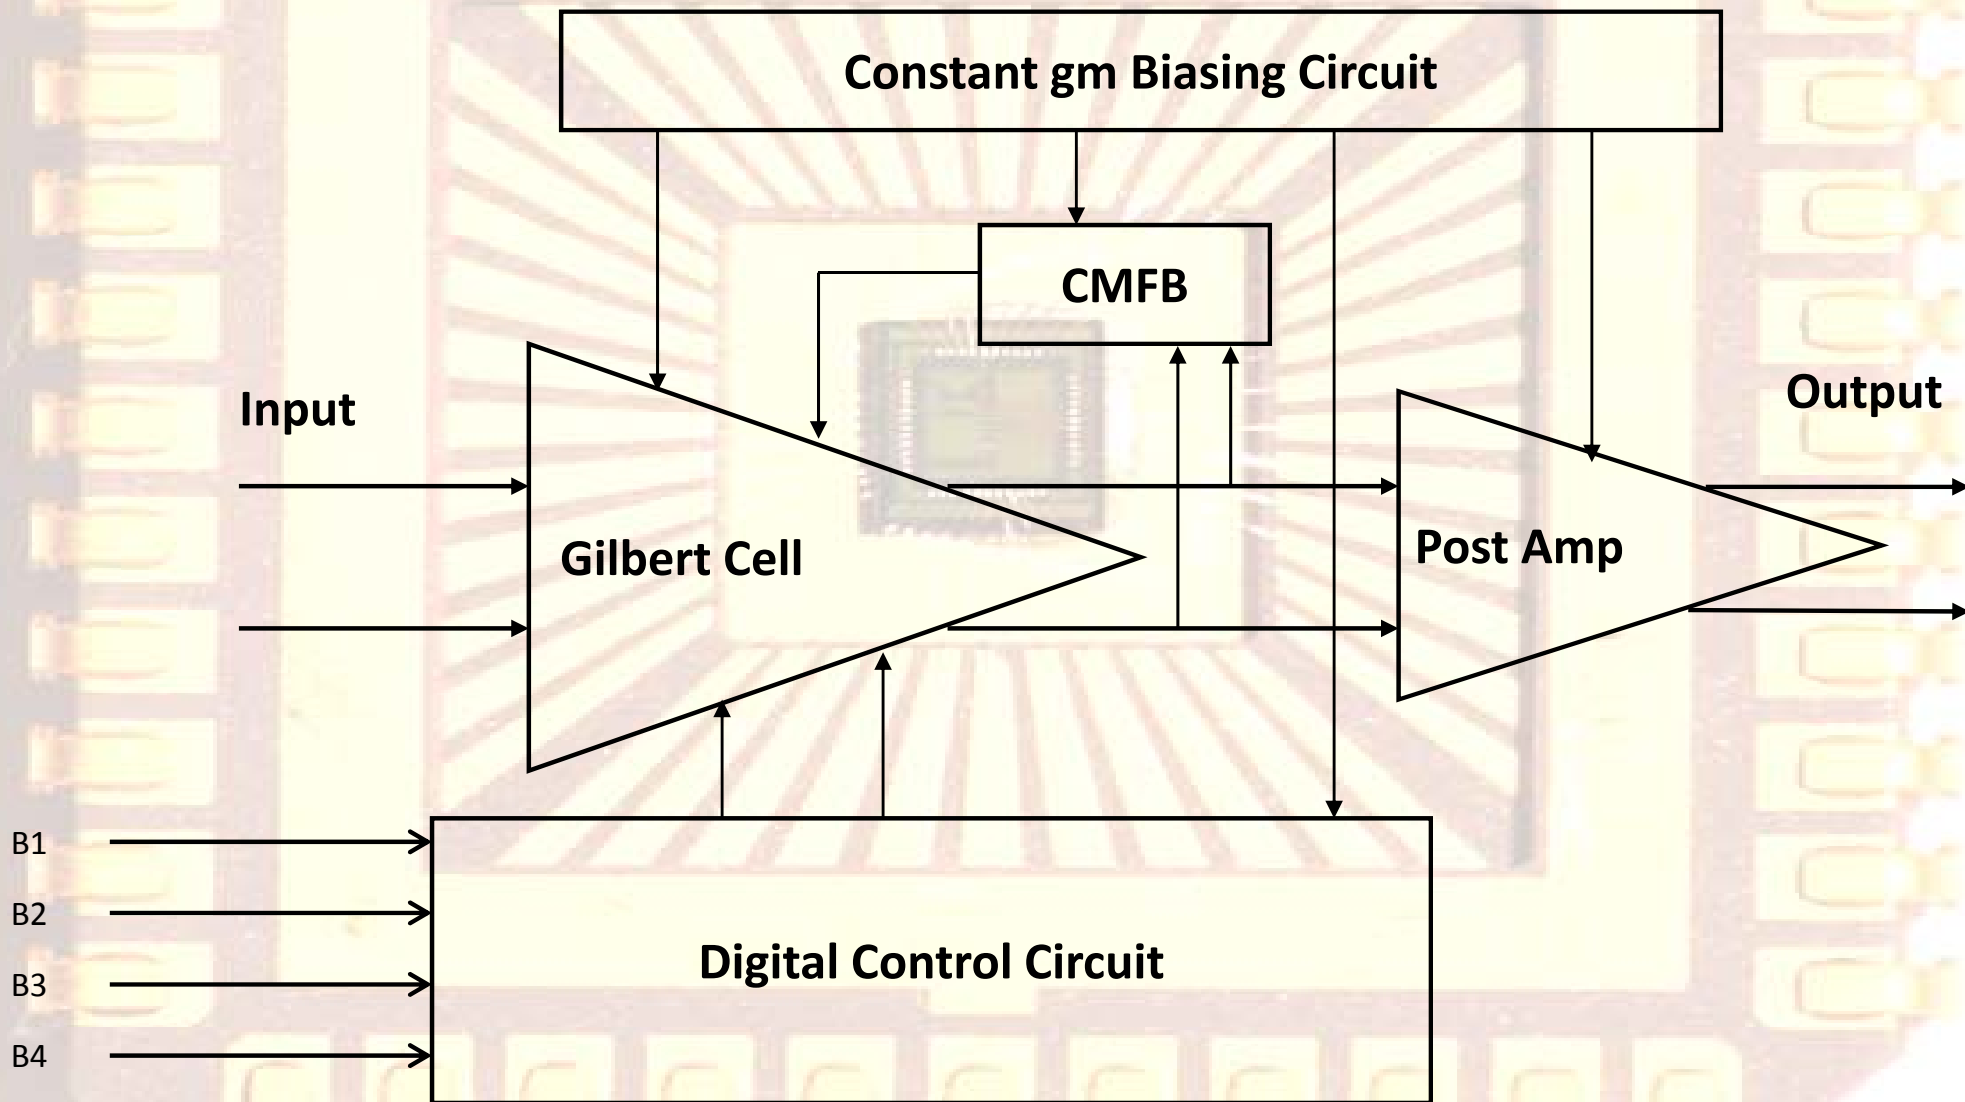 Constant gm Biasing Circuit
CMFB
Input
Output
Gilbert Cell
Post Amp
B1
B2
B3
B4
Digital Control Circuit